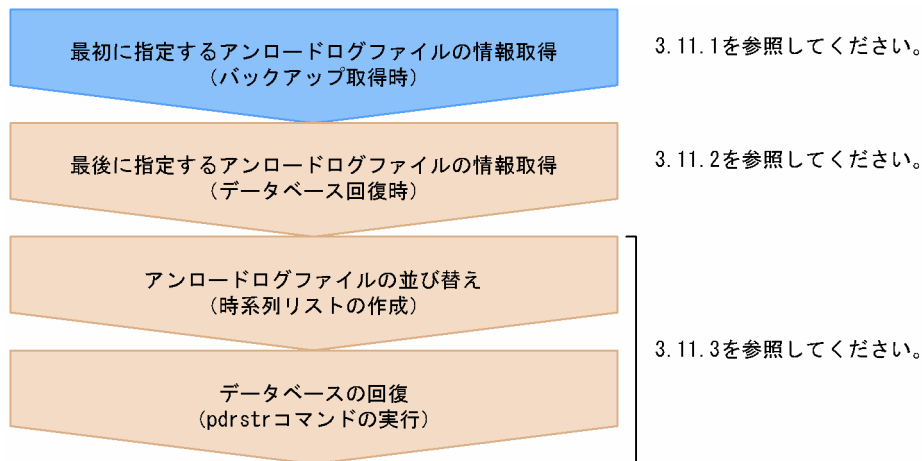 最初に指定するアンロードログファイルの情報取得
（バックアップ取得時）
3.11.1を参照してください。
最後に指定するアンロードログファイルの情報取得
（データベース回復時）
3.11.2を参照してください。
アンロードログファイルの並び替え
（時系列リストの作成）
3.11.3を参照してください。
データベースの回復
（pdrstrコマンドの実行）